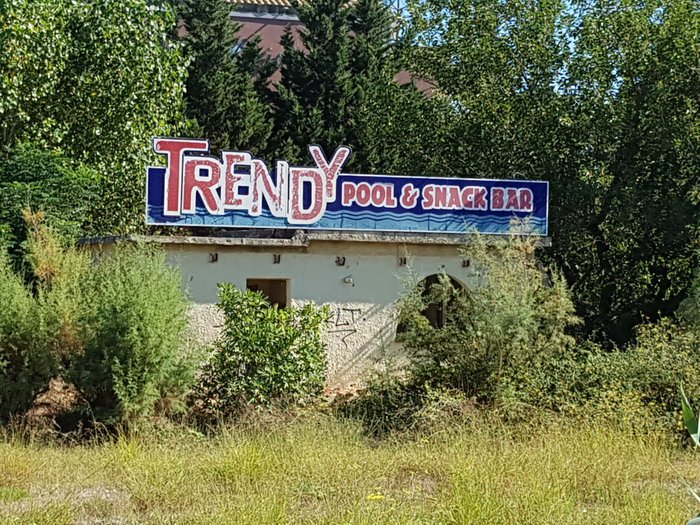 TRENDY POOL & SNACK BAR